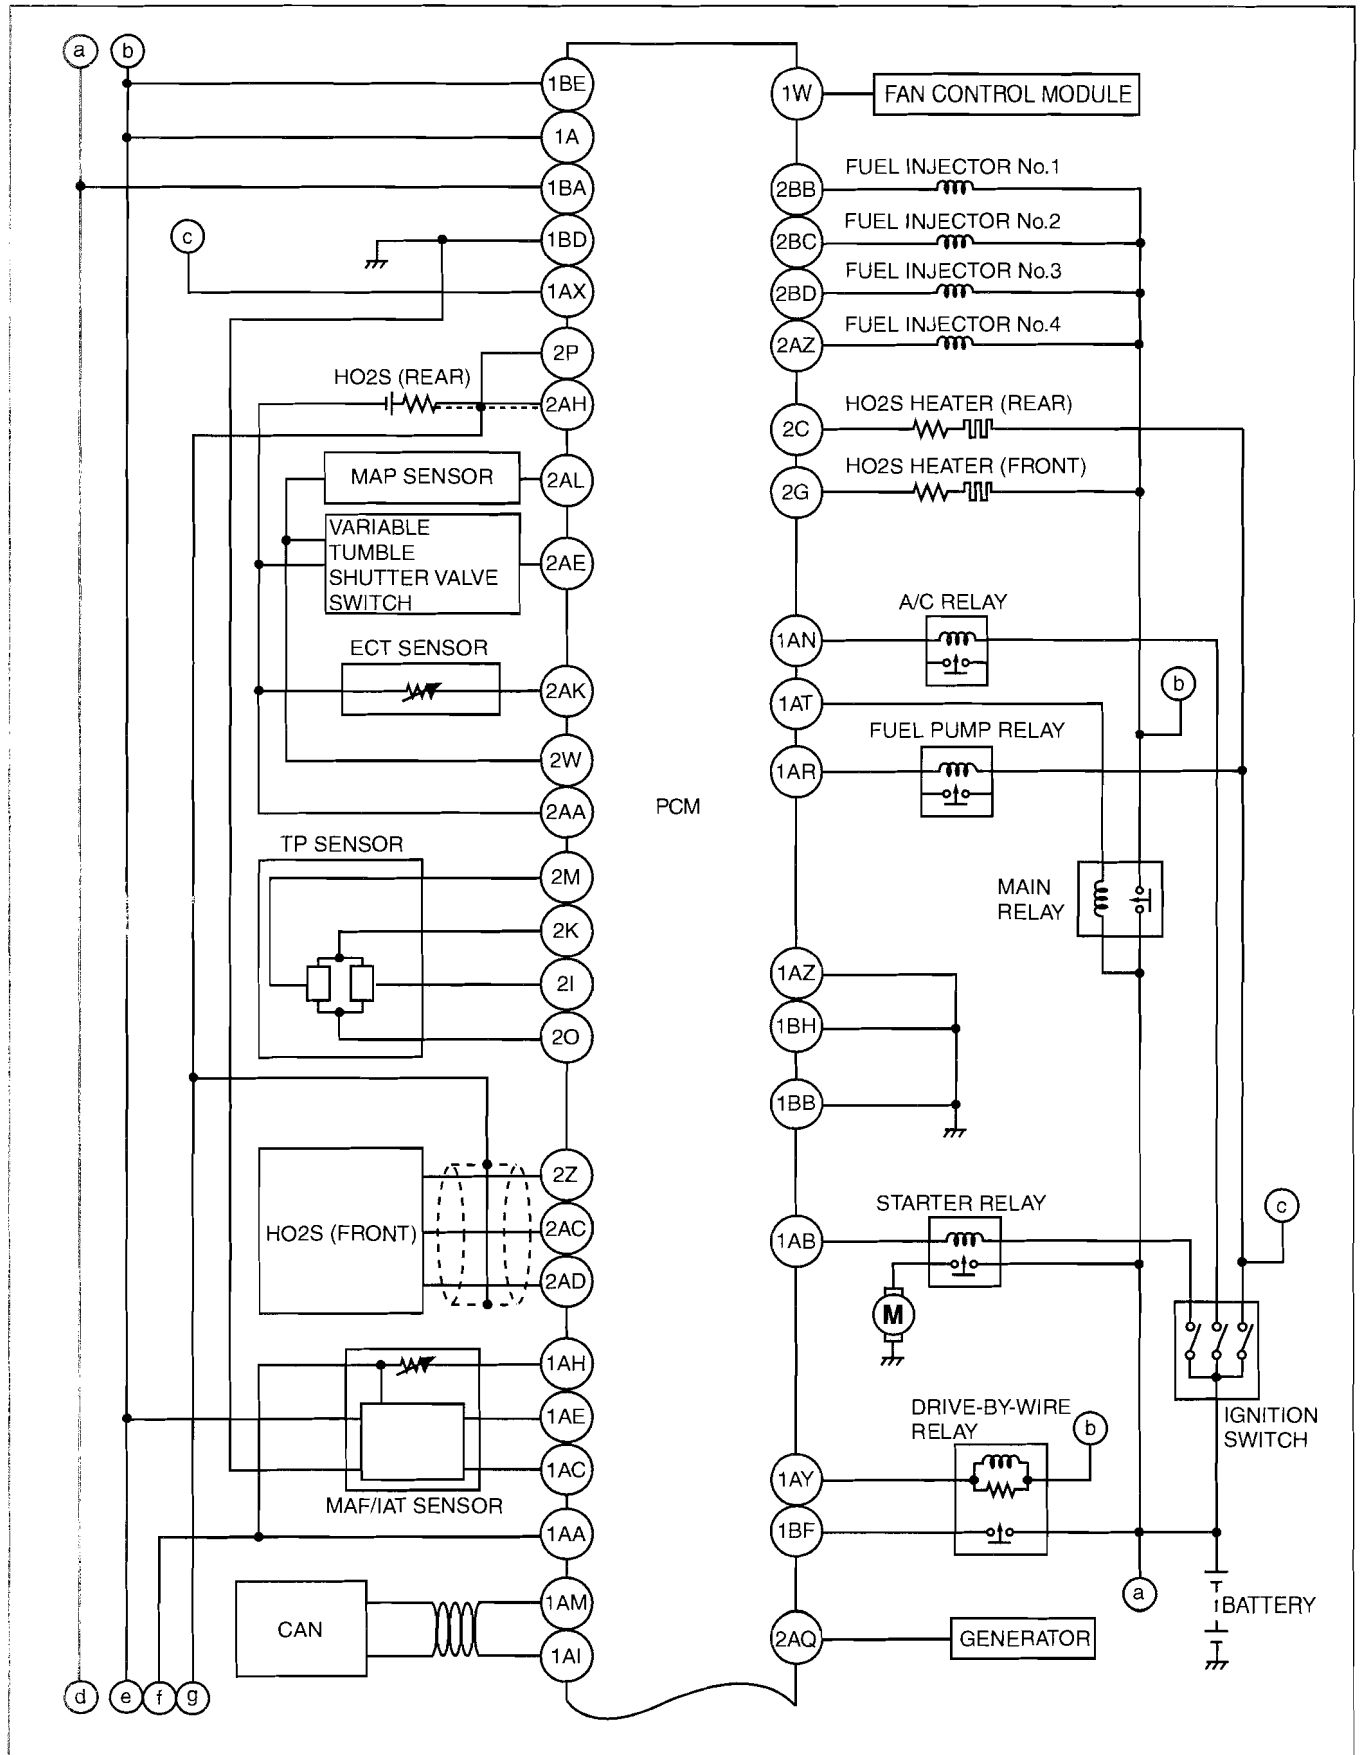 a
b
1BE
1A
1BA
c
1BD
1AX
2P
HO2S (REAR)
2AH
MAP SENSOR
2AL
VARIABLE
TUMBLE
SHUTTER VALVE
SWITCH
2AE
ECT SENSOR
2AK
2W
2AA
TP SENSOR
2M
2K
2I
2O
HO2S (FRONT)
2Z
2AC
2AD
1AH
1AE
1AC
MAF/IAT SENSOR
1AA
CAN
1AM
1AI
d
e
f
g
PCM
1W
FAN CONTROL MODULE
FUEL INJECTOR No.1
2BB
FUEL INJECTOR No.2
2BC
FUEL INJECTOR No.3
2BD
FUEL INJECTOR No.4
2AZ
HO2S HEATER (REAR)
2C
HO2S HEATER (FRONT)
2G
A/C RELAY
1AN
b
1AT
FUEL PUMP RELAY
1AR
MAIN
RELAY
1AZ
1BH
1BB
STARTER RELAY
c
1AB
M
IGNITION
SWITCH
DRIVE-BY-WIRE
RELAY
b
1AY
1BF
a
BATTERY
2AQ
GENERATOR